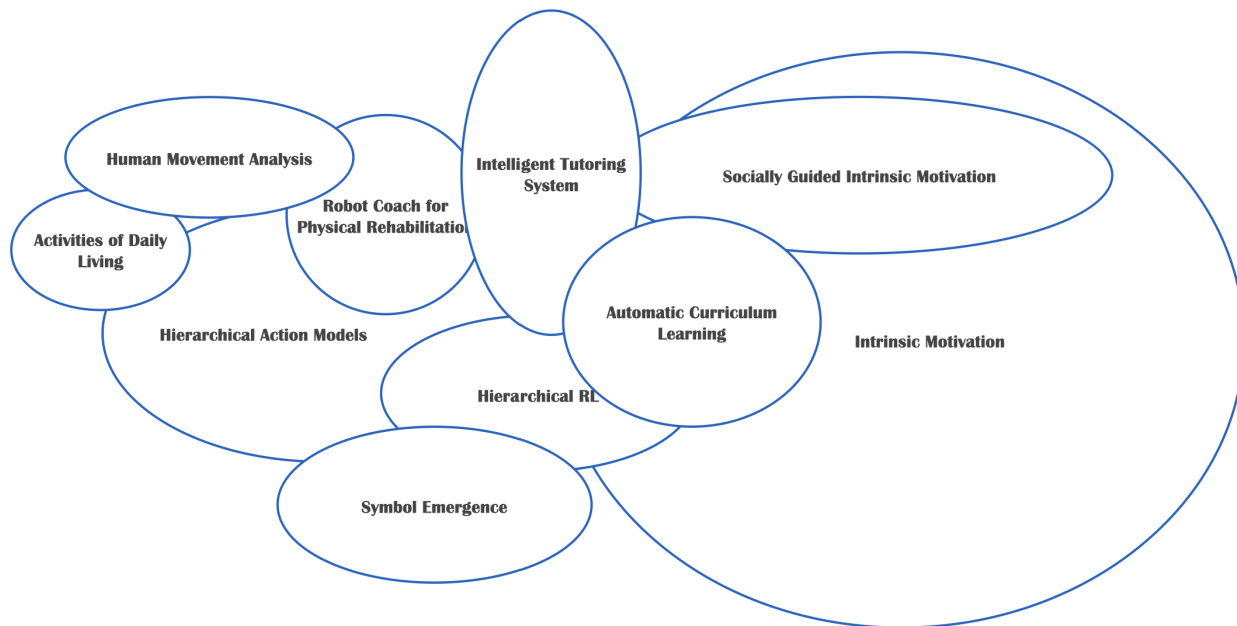 Human Movement Analysis
Intelligent Tutoring
System
Socially Guided Intrinsic Motivation
Robot Coach for
Physical Rehabilitation
Activities of Daily
Living
Automatic Curriculum
Learning
Hierarchical Action Models
Intrinsic Motivation
Hierarchical RL
Symbol Emergence